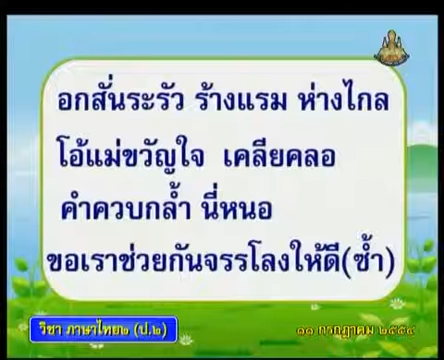 อกสั่นระรัว ร้างแรม ห่างไกล
โอ้แม่ขวัญใจ เคลียคลอ
คำควบกล้ำ นี่หนอ
ขอเราช่วยกันจรรโลงให้ดี(ซ้ำ)
วิชา ภาษาไทย๒ (ป.๒) ๑๑ กรกฎาคม ๒๕๕๔